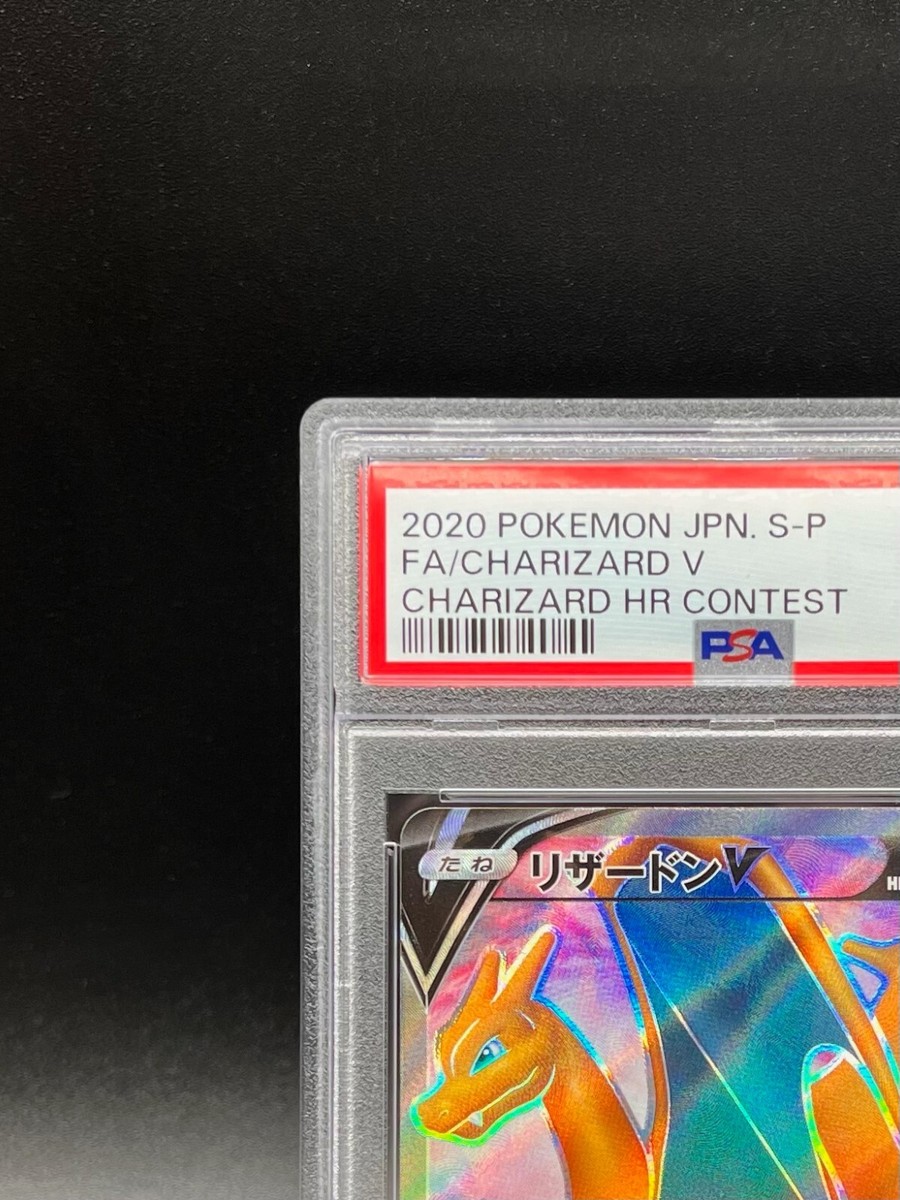 2020 POKEMON JPN. S-P
FA/CHARIZARD V
CHARIZARD HR CONTEST
PSA
たね リザードンV